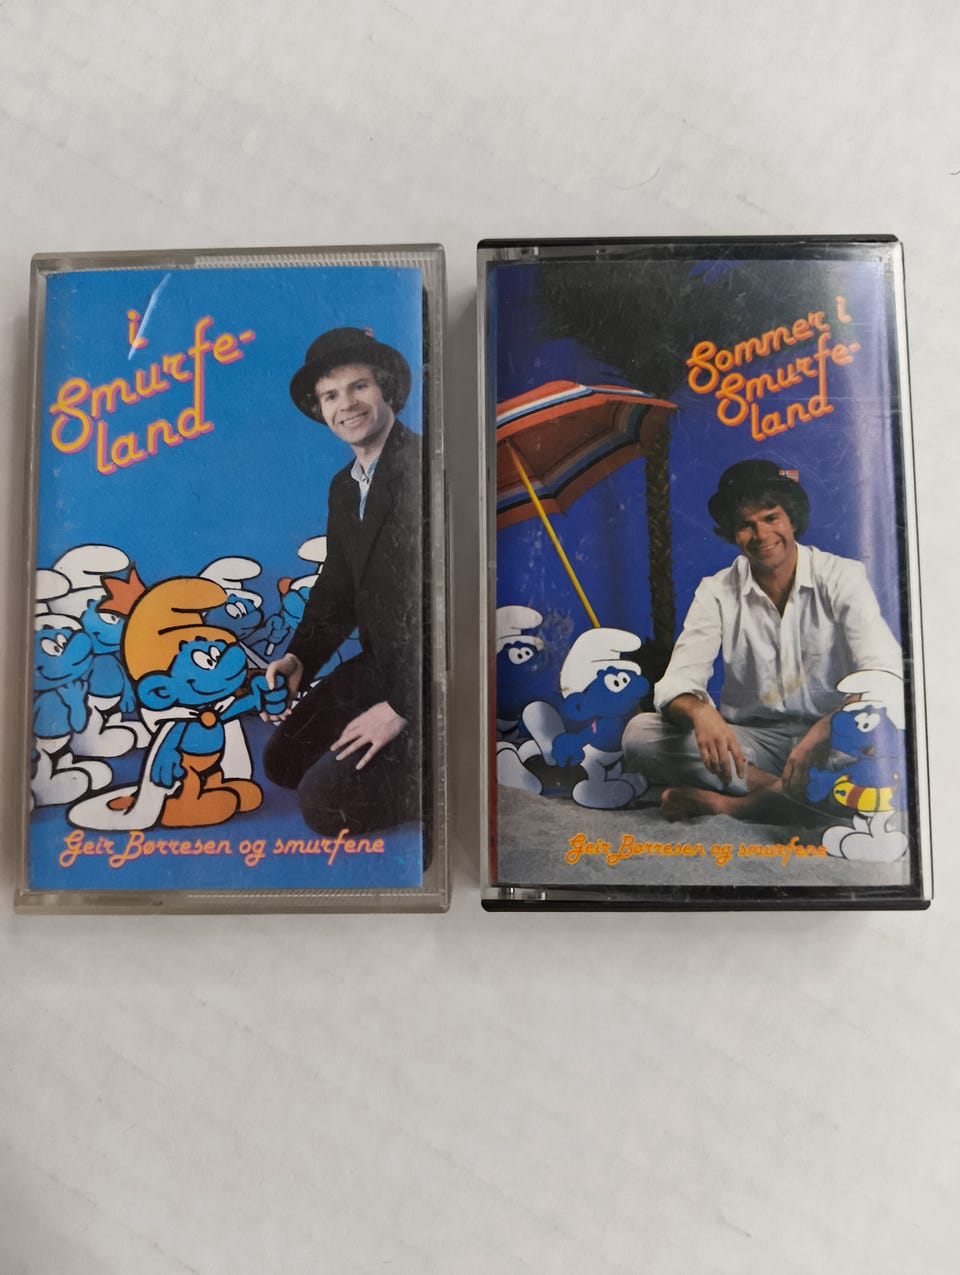 i
Smurfe-
land
Geir Børresen og smurfene
Sommer i
Smurfe-
land
Geir Børresen og smurfene